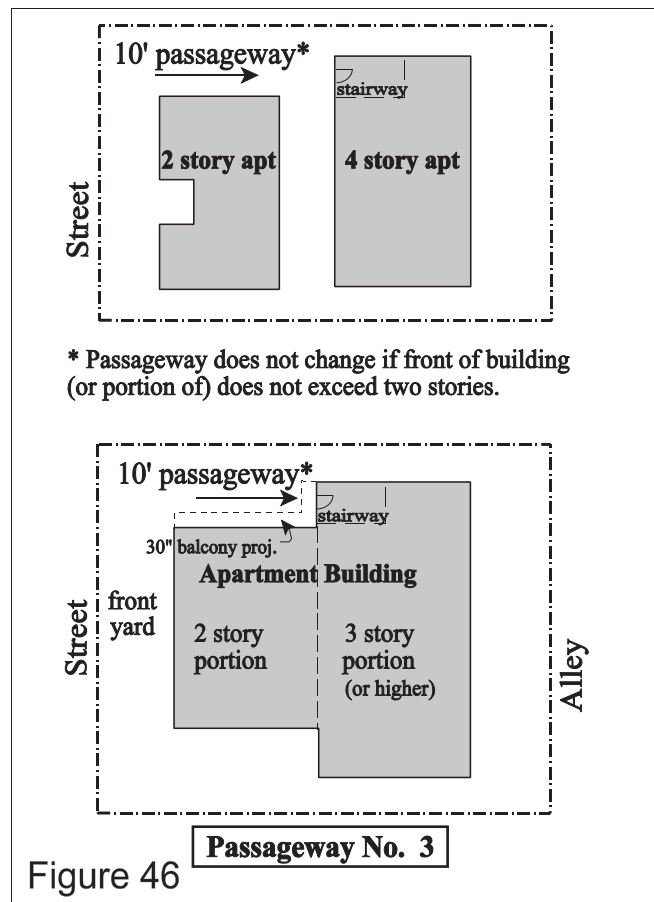 10' passageway*
stairway
2 story apt
4 story apt
Street
* Passageway does not change if front of building
(or portion of) does not exceed two stories.
10' passageway*
stairway
30" balcony proj.
Apartment Building
front
yard
2 story
portion
3 story
portion
(or higher)
Street
Alley
Passageway No. 3
Figure 46